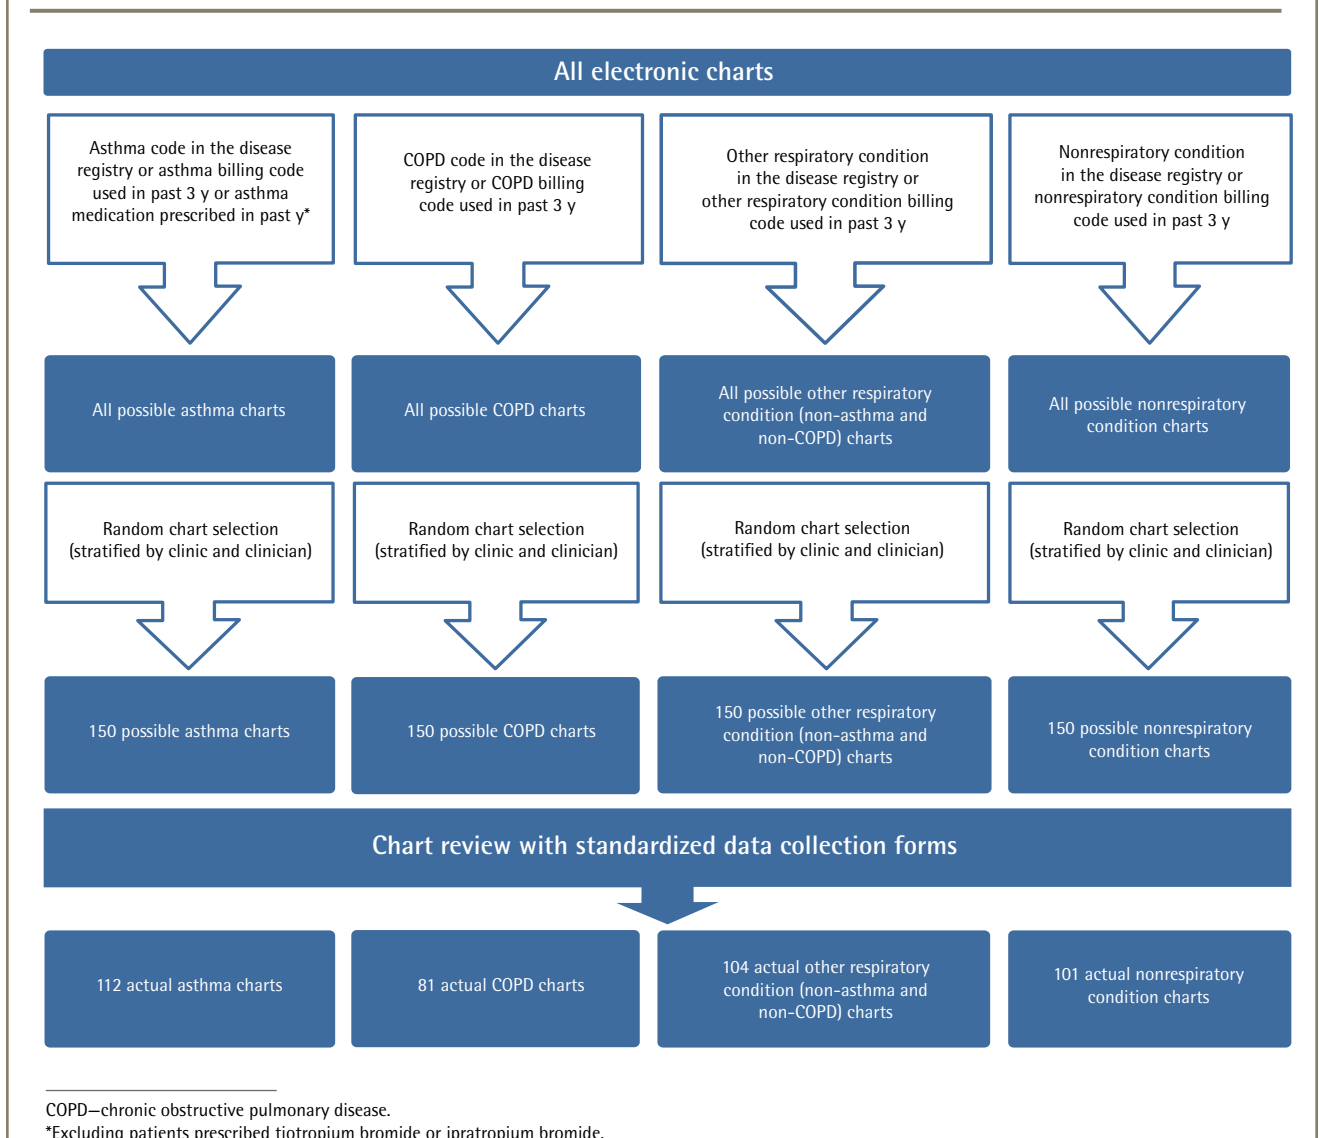 All electronic charts
Asthma code in the disease
registry or asthma billing code
used in past 3 y or asthma
medication prescribed in past y*
COPD code in the disease
registry or COPD billing
code used in past 3 y
Other respiratory condition
in the disease registry or
other respiratory condition billing
code used in past 3 y
Nonrespiratory condition
in the disease registry or
nonrespiratory condition billing
code used in past 3 y
All possible asthma charts
All possible COPD charts
All possible other respiratory
condition (non-asthma and
non-COPD) charts
All possible nonrespiratory
condition charts
Random chart selection
(stratified by clinic and clinician)
Random chart selection
(stratified by clinic and clinician)
Random chart selection
(stratified by clinic and clinician)
Random chart selection
(stratified by clinic and clinician)
150 possible asthma charts
150 possible COPD charts
150 possible other respiratory
condition (non-asthma and
non-COPD) charts
150 possible nonrespiratory
condition charts
Chart review with standardized data collection forms
112 actual asthma charts
81 actual COPD charts
104 actual other respiratory
condition (non-asthma and
non-COPD) charts
101 actual nonrespiratory
condition charts
COPD—chronic obstructive pulmonary disease.
*Excluding patients prescribed tiotropium bromide or ipratropium bromide.